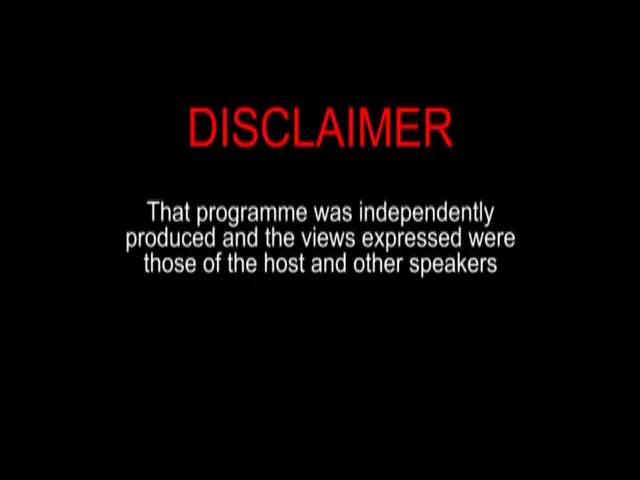 DISCLAIMER
That programme was independently
produced and the views expressed were
those of the host and other speakers